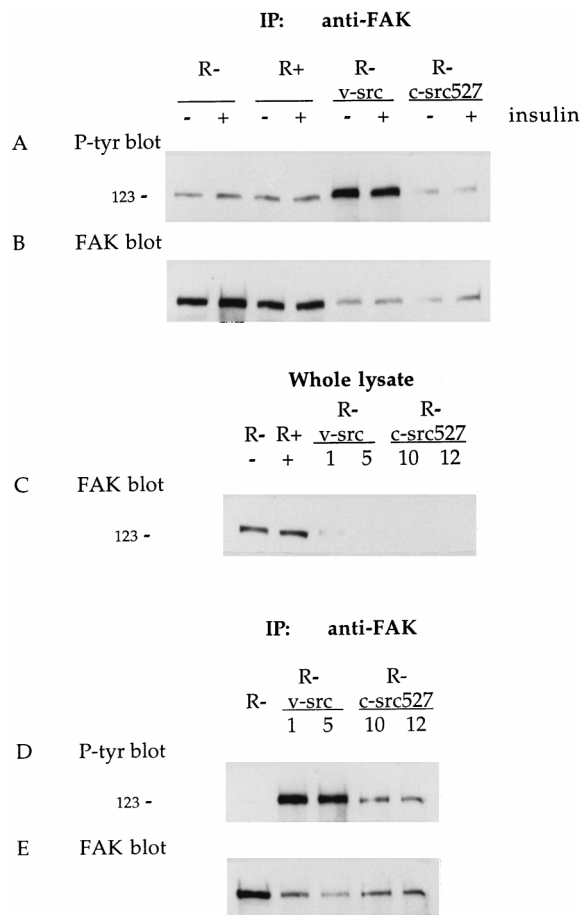 IP: anti-FAK
R- R+ R- R-
v-src c-src527
- + - + - + - + insulin
A P-tyr blot
123 -
B FAK blot
Whole lysate
R- R-
R- R+ v-src c-src527
- + 1 5 10 12
C FAK blot
123 -
IP: anti-FAK
R- R-
R- v-src c-src527
1 5 10 12
D P-tyr blot
123 -
E FAK blot